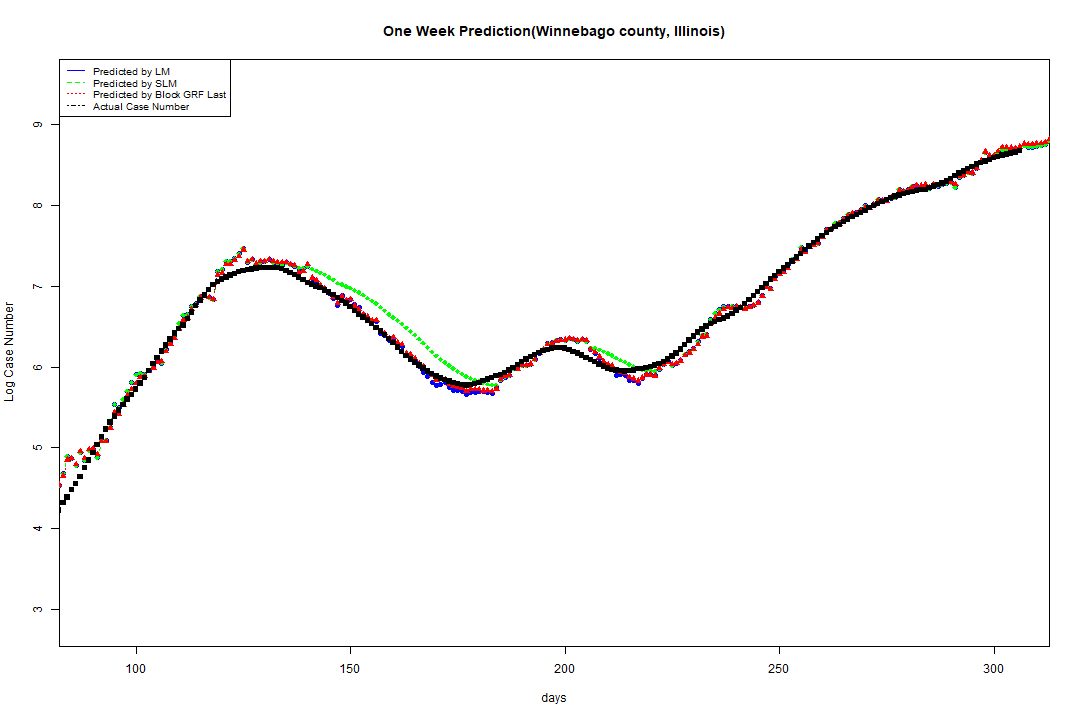 One Week Prediction(Winnebago county, Illinois)
Predicted by LM
Predicted by SLM
Predicted by Block GRF Last
Actual Case Number
9
8
7
6
5
4
3
Log Case Number
100 150 200 250 300
days